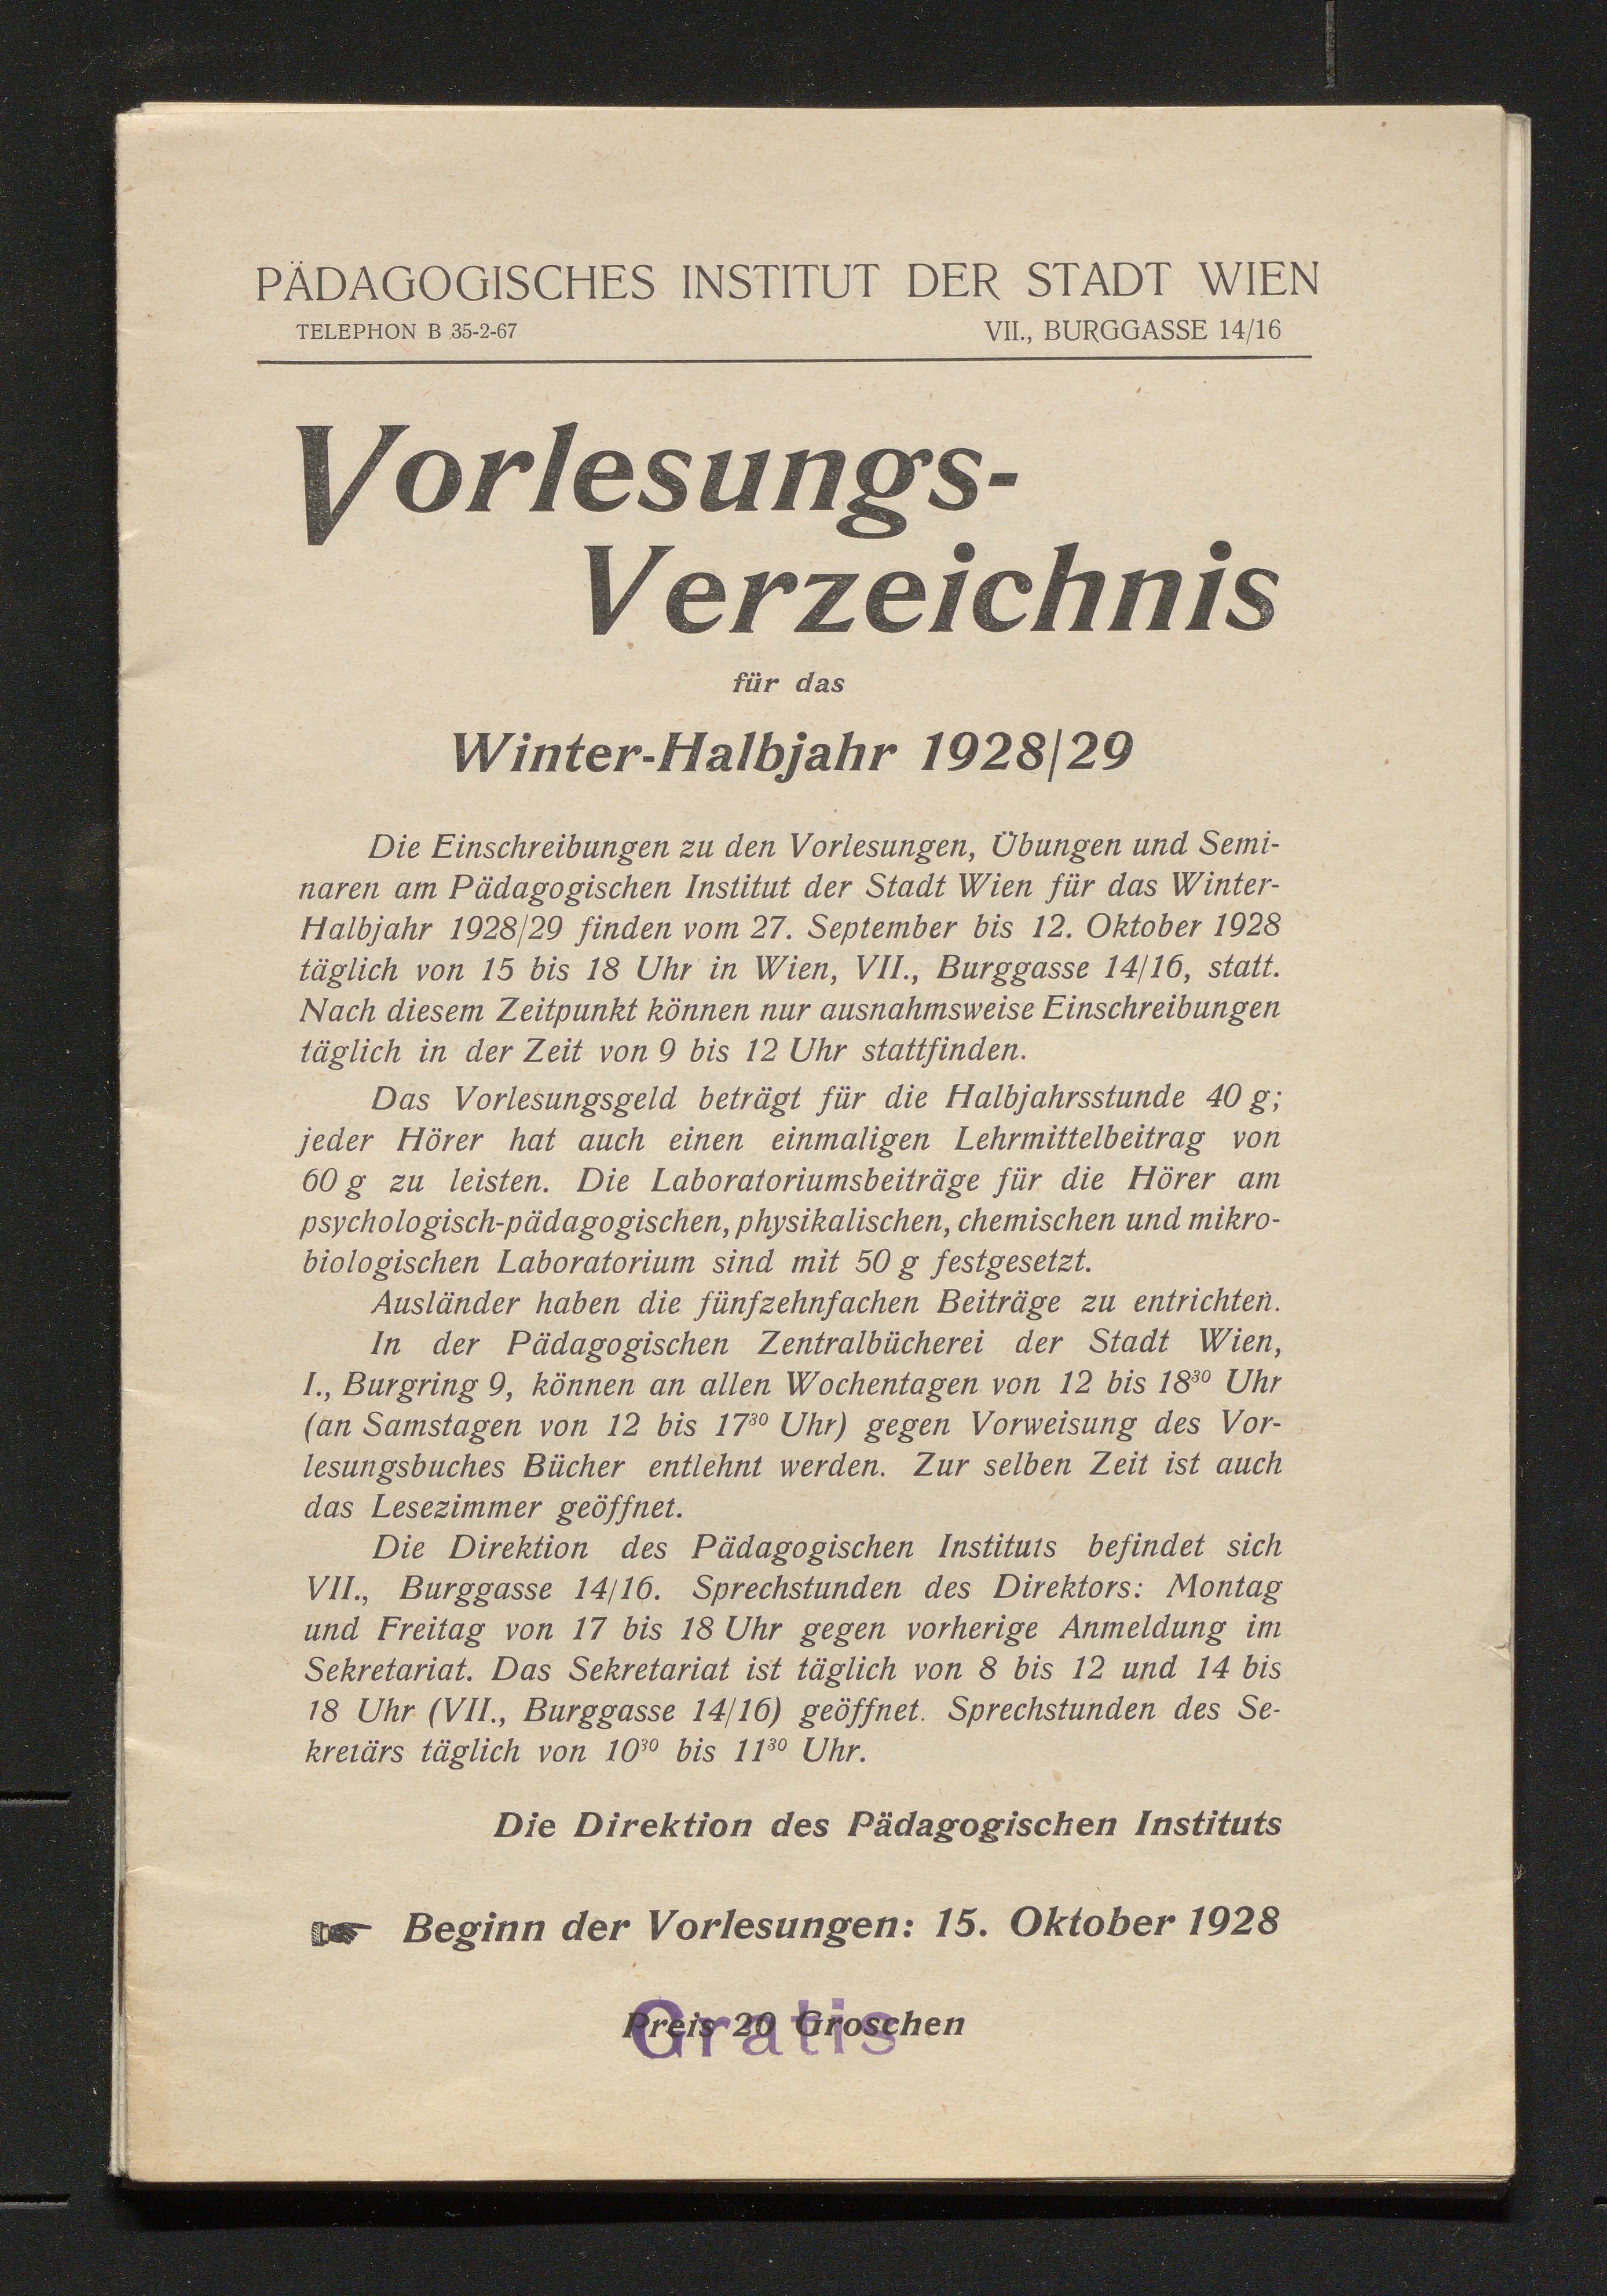 PÄDAGOGISCHES INSTITUT DER STADT WIEN
TELEPHON B 35-2-67 VII., BURGGASSE 14/16
Vorlesungs-
Verzeichnis
für das
Winter-Halbjahr 1928/29
Die Einschreibungen zu den Vorlesungen, Übungen und Semi-
naren am Pädagogischen Institut der Stadt Wien für das Winter-
Halbjahr 1928/29 finden vom 27. September bis 12. Oktober 1928
täglich von 15 bis 18 Uhr in Wien, VII., Burggasse 14/16, statt.
Nach diesem Zeitpunkt können nur ausnahmsweise Einschreibungen
täglich in der Zeit von 9 bis 12 Uhr stattfinden.
Das Vorlesungsgeld beträgt für die Halbjahrsstunde 40 g;
jeder Hörer hat auch einen einmaligen Lehrmittelbeitrag von
60 g zu leisten. Die Laboratoriumsbeiträge für die Hörer am
psychologisch-pädagogischen, physikalischen, chemischen und mikro-
biologischen Laboratorium sind mit 50 g festgesetzt.
Ausländer haben die fünfzehnfachen Beiträge zu entrichten.
In der Pädagogischen Zentralbücherei der Stadt Wien,
I., Burgring 9, können an allen Wochentagen von 12 bis 18³⁰ Uhr
(an Samstagen von 12 bis 17³⁰ Uhr) gegen Vorweisung des Vor-
lesungsbuches Bücher entlehnt werden. Zur selben Zeit ist auch
das Lesezimmer geöffnet.
Die Direktion des Pädagogischen Instituts befindet sich
VII., Burggasse 14/16. Sprechstunden des Direktors: Montag
und Freitag von 17 bis 18 Uhr gegen vorherige Anmeldung im
Sekretariat. Das Sekretariat ist täglich von 8 bis 12 und 14 bis
18 Uhr (VII., Burggasse 14/16) geöffnet. Sprechstunden des Se-
kretärs täglich von 10³⁰ bis 11³⁰ Uhr.
Die Direktion des Pädagogischen Instituts
☞ Beginn der Vorlesungen: 15. Oktober 1928
Preis 20 Groschen
Gratis